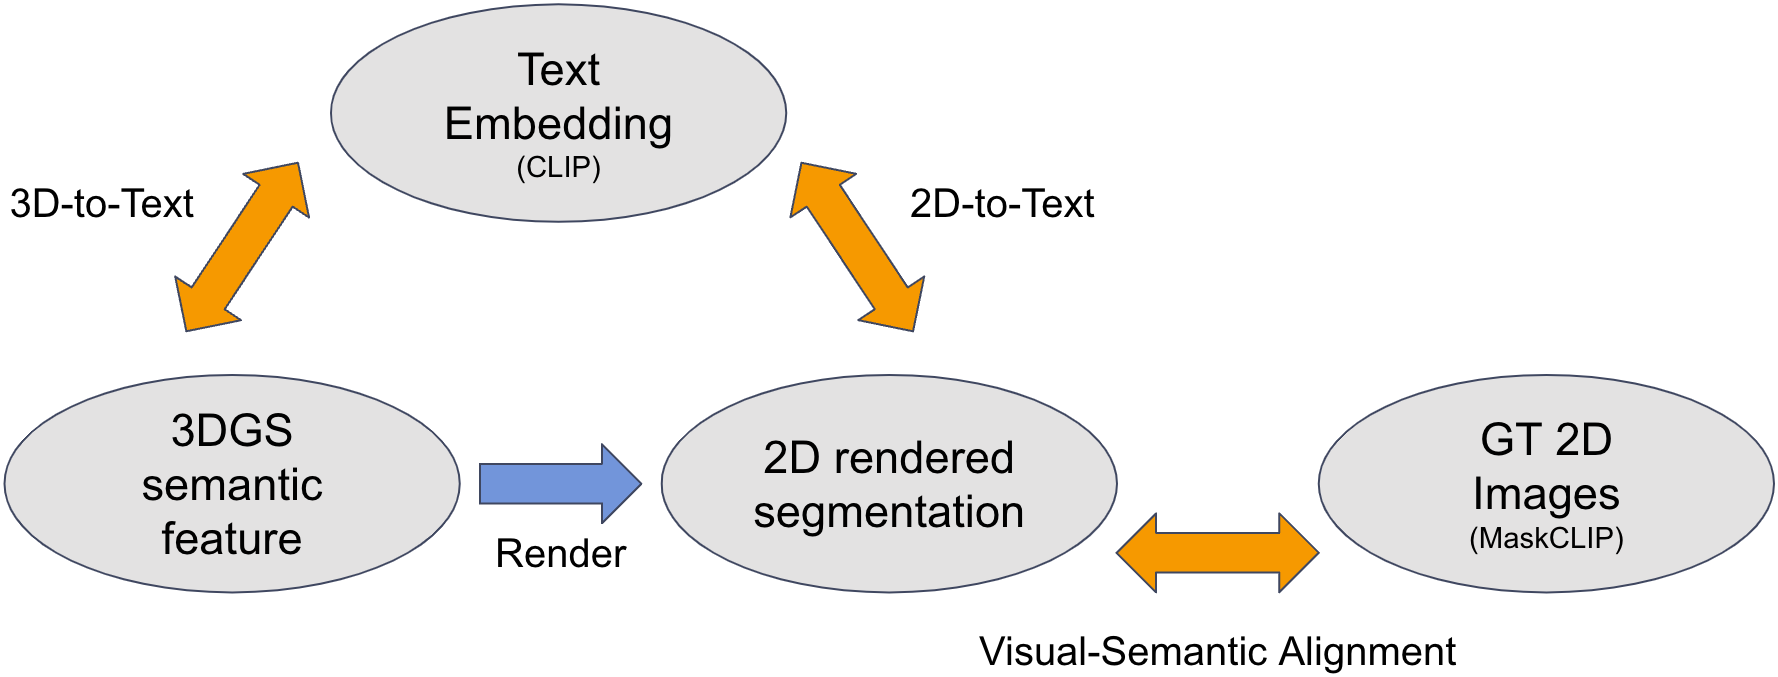 Text
Embedding
(CLIP)
3D-to-Text
2D-to-Text
3DGS
semantic
feature
Render
2D rendered
segmentation
GT 2D
Images
(MaskCLIP)
Visual-Semantic Alignment